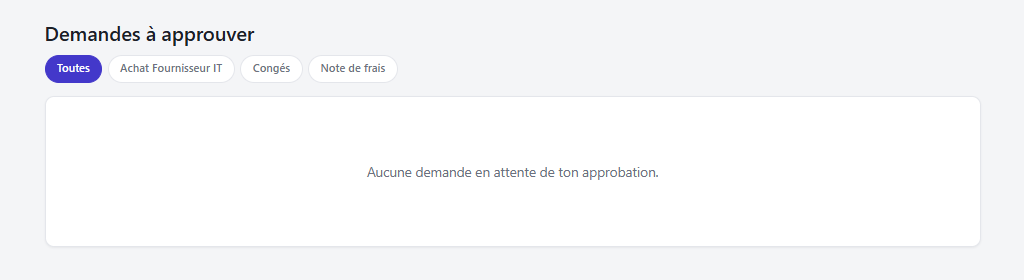 Demandes à approuver
Toutes Achat Fournisseur IT Congés Note de frais
Aucune demande en attente de ton approbation.